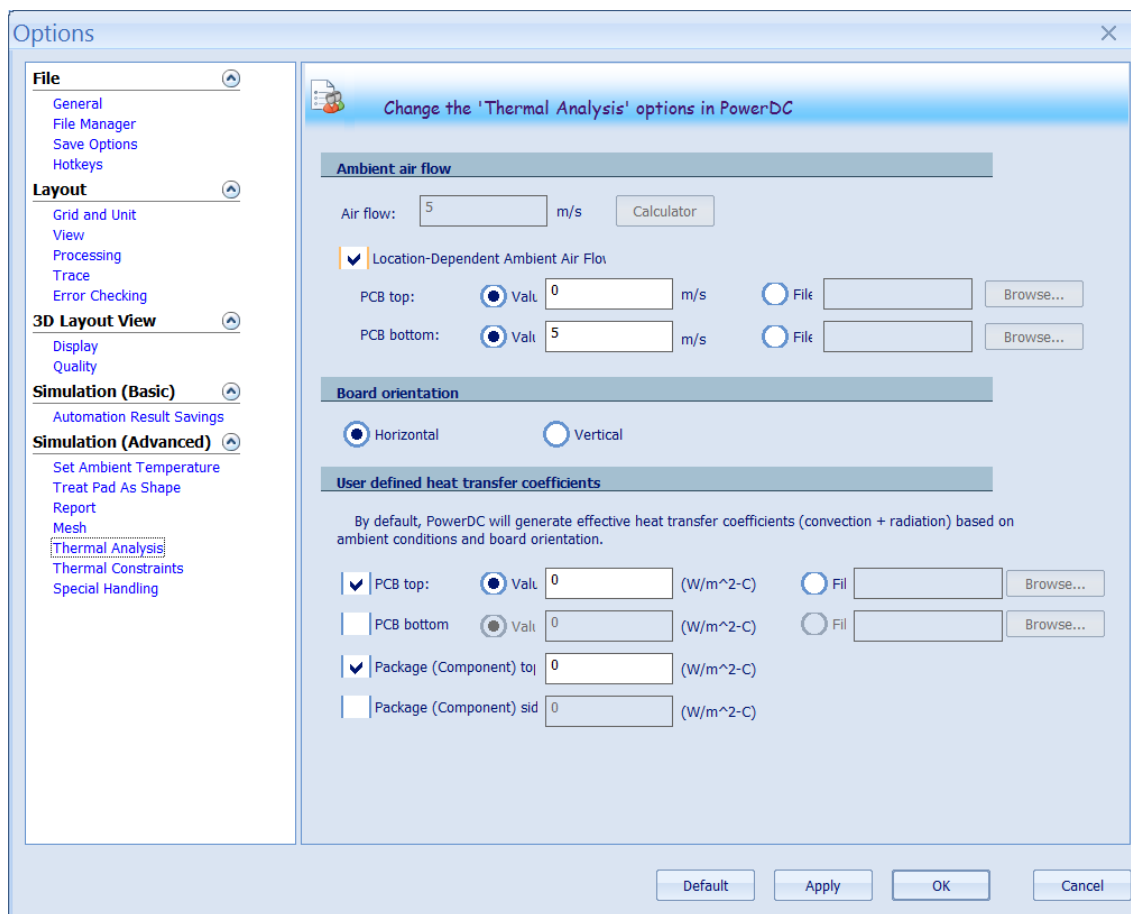 Options
File
General
File Manager
Save Options
Hotkeys
Layout
Grid and Unit
View
Processing
Trace
Error Checking
3D Layout View
Display
Quality
Simulation (Basic)
Automation Result Savings
Simulation (Advanced)
Set Ambient Temperature
Treat Pad As Shape
Report
Mesh
Thermal Analysis
Thermal Constraints
Special Handling
Change the 'Thermal Analysis' options in PowerDC
Ambient air flow
Air flow: 5 m/s Calculator
Location-Dependent Ambient Air Flov
PCB top: Valu 0 m/s File Browse...
PCB bottom: Valu 5 m/s File Browse...
Board orientation
Horizontal Vertical
User defined heat transfer coefficients
By default, PowerDC will generate effective heat transfer coefficients (convection + radiation) based on
ambient conditions and board orientation.
PCB top: Valu 0 (W/m^2-C) Fil Browse...
PCB bottom Valu 0 (W/m^2-C) Fil Browse...
Package (Component) top 0 (W/m^2-C)
Package (Component) sid 0 (W/m^2-C)
Default Apply OK Cancel